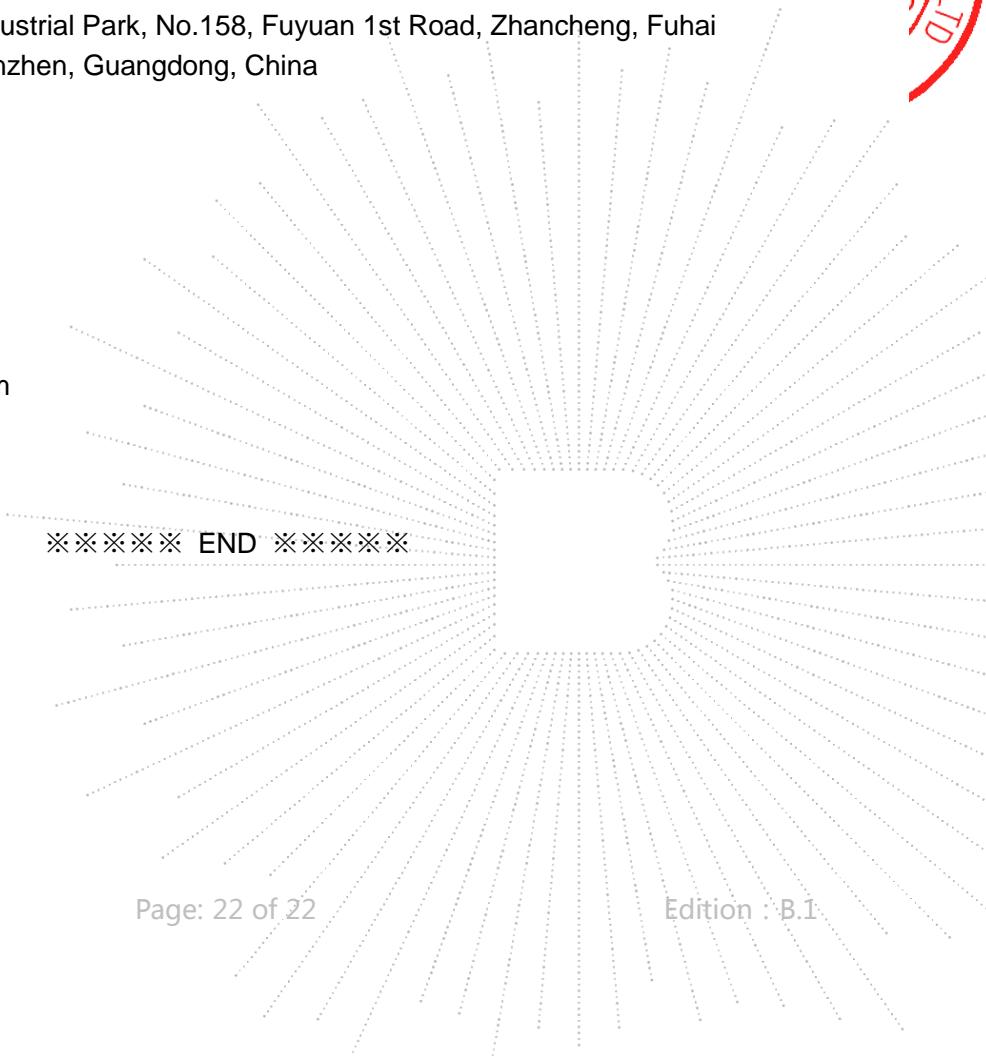 ustrial Park, No.158, Fuyuan 1st Road, Zhancheng, Fuhai
nzhen, Guangdong, China
※※※※※ END ※※※※※
Page: 22 of 22 Edition : B.1
LTD